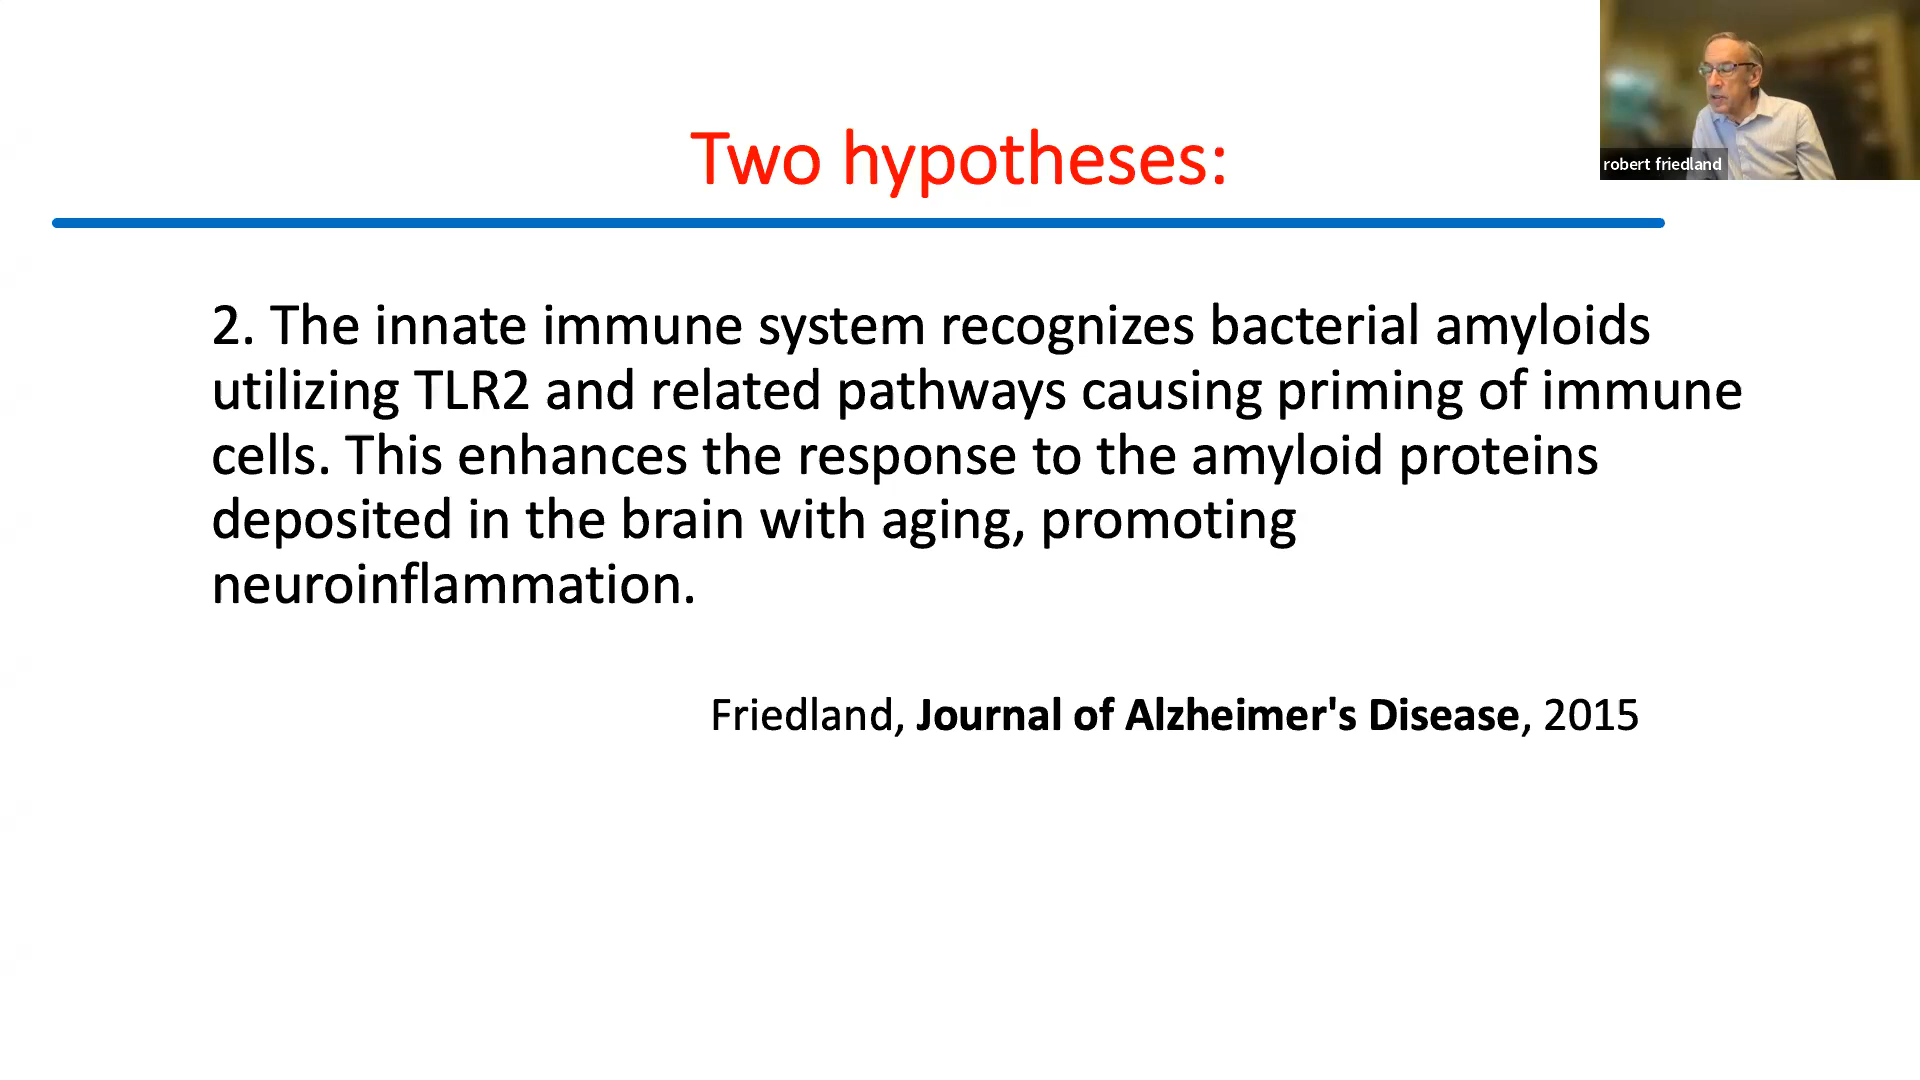 robert friedland
Two hypotheses:
2. The innate immune system recognizes bacterial amyloids
utilizing TLR2 and related pathways causing priming of immune
cells. This enhances the response to the amyloid proteins
deposited in the brain with aging, promoting
neuroinflammation.
Friedland, Journal of Alzheimer's Disease, 2015